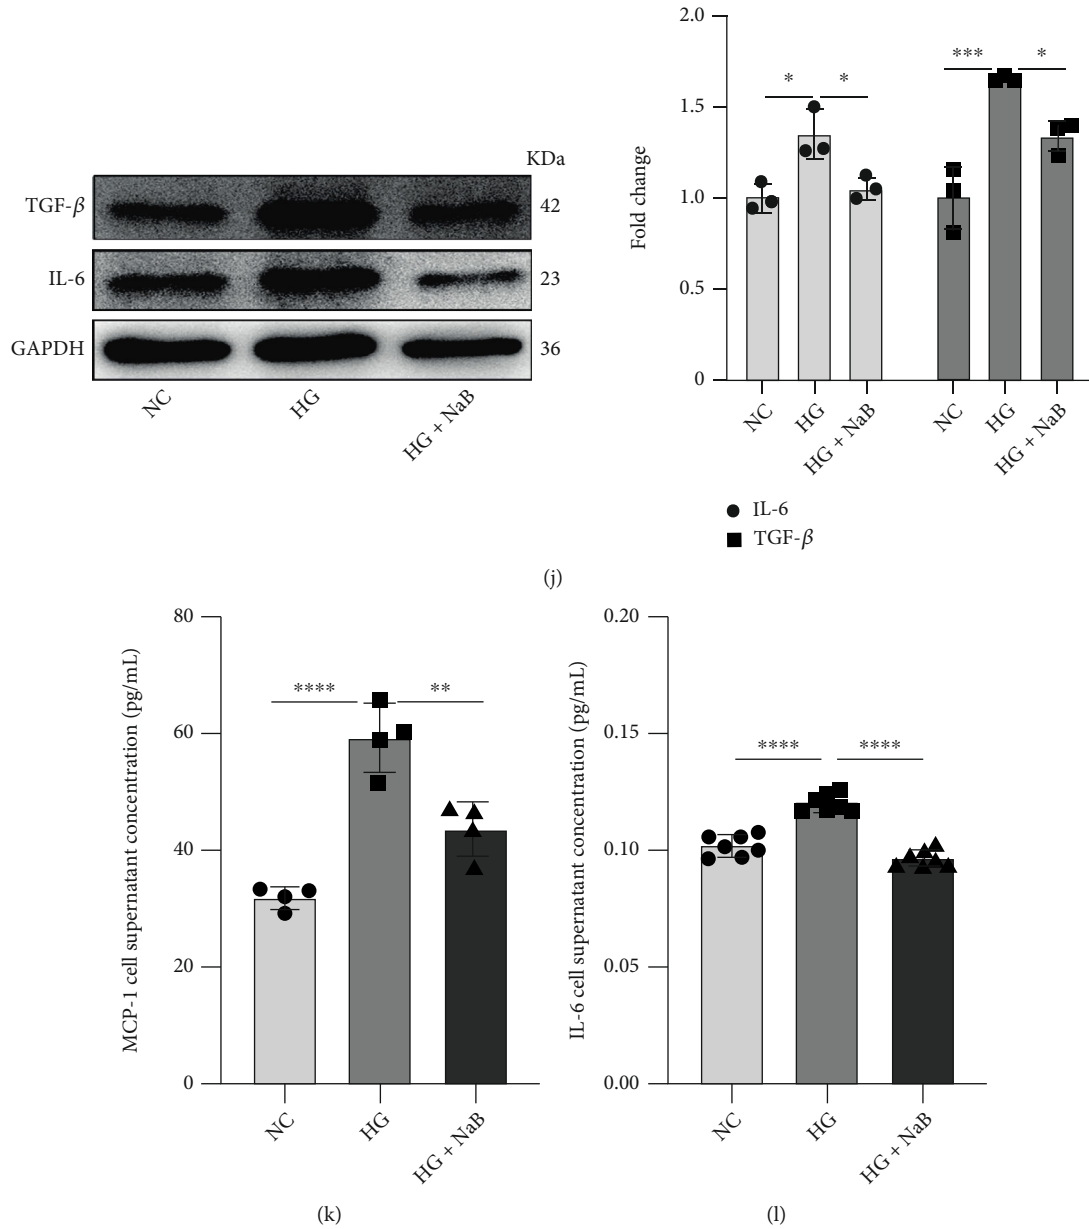 KDa
TGF-β
42
IL-6
23
GAPDH
36
NC
HG
HG + NaB
Fold change
2.0
1.5
1.0
0.5
0
*
*
***
*
NC
HG
HG + NaB
NC
HG
HG + NaB
IL-6
TGF-β
(j)
MCP-1 cell supernatant concentration (pg/mL)
80
60
40
20
0
****
**
NC
HG
HG + NaB
(k)
IL-6 cell supernatant concentration (pg/mL)
0.20
0.15
0.10
0.05
0.00
****
****
NC
HG
HG + NaB
(l)